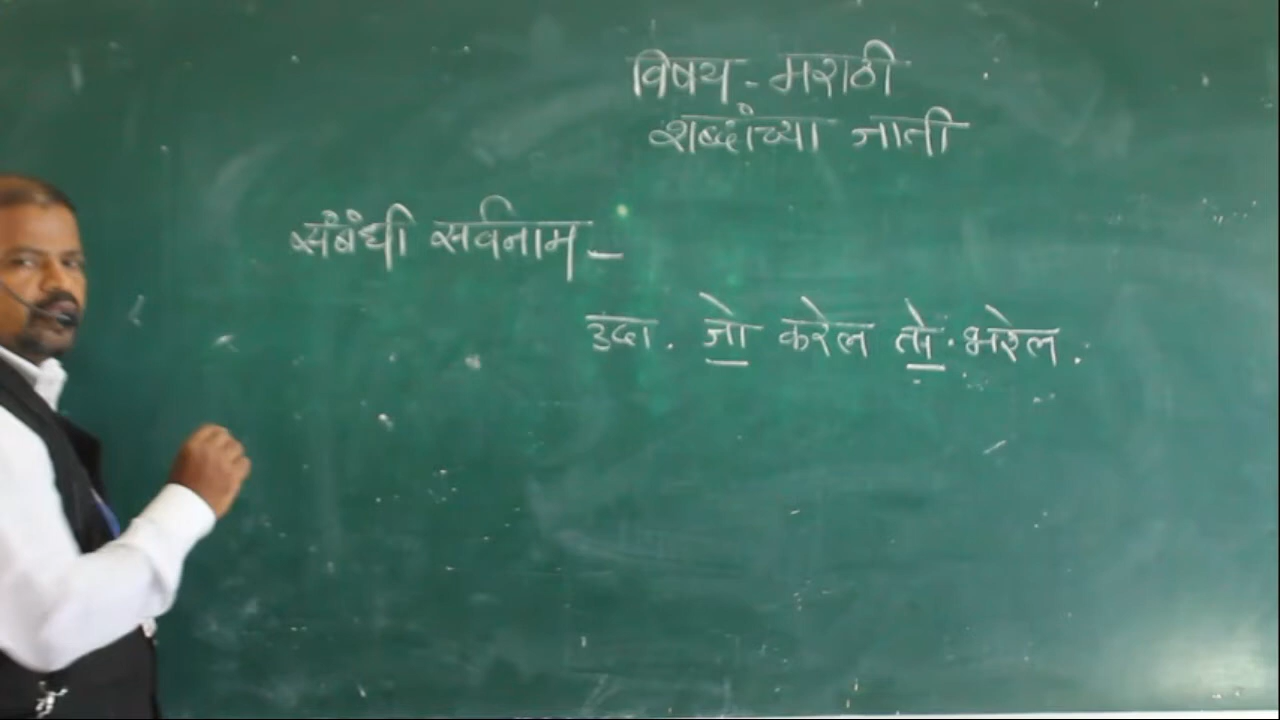 विषय - मराठी
शब्दांच्या जाती
संबंधी सर्वनाम -
उदा. जो करेल तो. भरेल.